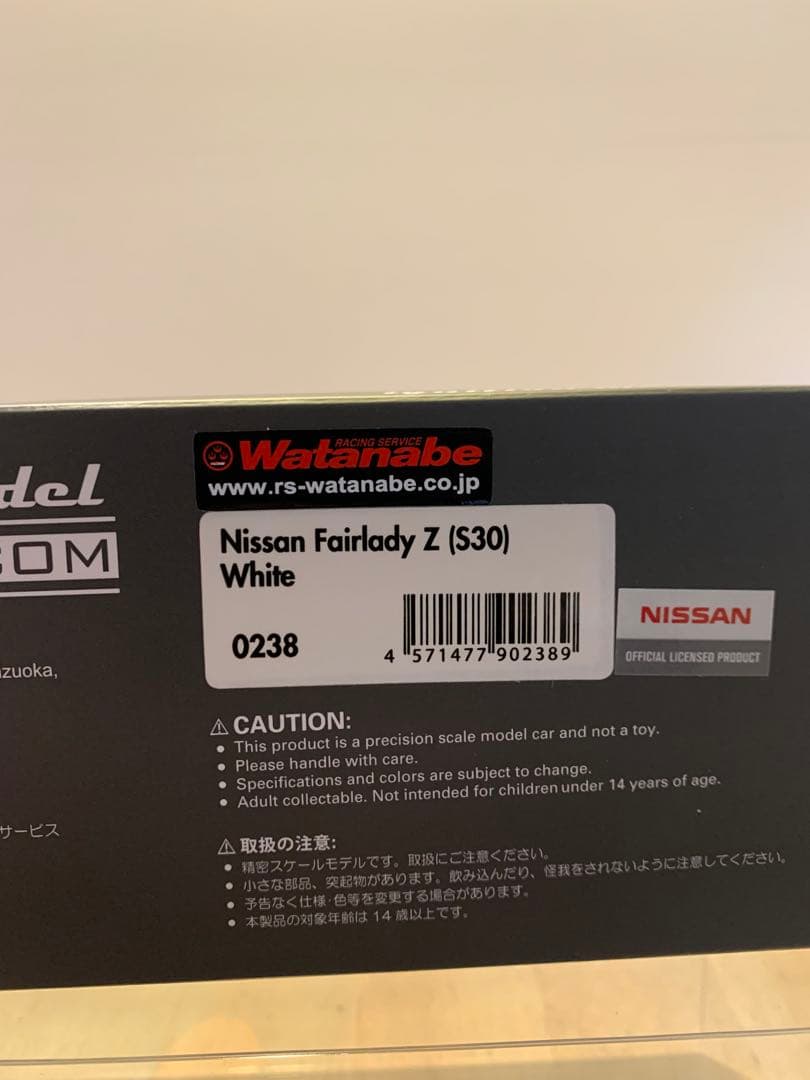 del
COM
zuoka,
サービス
RACING SERVICE
Watanabe
www.rs-watanabe.co.jp
Nissan Fairlady Z (S30)
White
0238
4 571477 902389
NISSAN
OFFICIAL LICENSED PRODUCT
⚠ CAUTION:
● This product is a precision scale model car and not a toy.
● Please handle with care.
● Specifications and colors are subject to change.
● Adult collectable. Not intended for children under 14 years of age.
⚠ 取扱の注意:
● 精密スケールモデルです。取扱にご注意ください。
● 小さな部品、突起物があります。飲み込んだり、怪我をされないように注意してください。
● 予告なく仕様・色等を変更する場合があります。
● 本製品の対象年齢は14歳以上です。